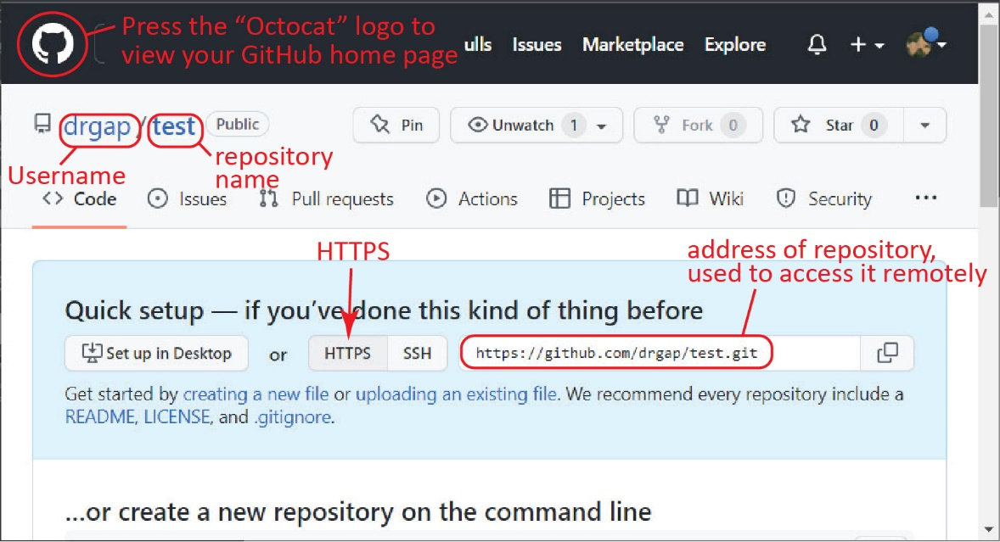 Press the “Octocat” logo to
view your GitHub home page
ulls Issues Marketplace Explore
drgap / test Public
Pin Unwatch 1 Fork 0 Star 0
Username
repository
name
<> Code Issues Pull requests Actions Projects Wiki Security ...
HTTPS
address of repository,
used to access it remotely
Quick setup — if you’ve done this kind of thing before
Set up in Desktop or HTTPS SSH https://github.com/drgap/test.git
Get started by creating a new file or uploading an existing file. We recommend every repository include a
README, LICENSE, and .gitignore.
...or create a new repository on the command line